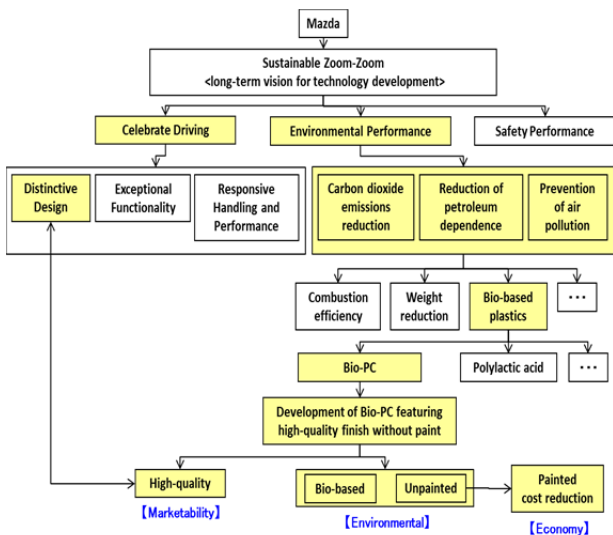 Mazda
Sustainable Zoom-Zoom
<long-term vision for technology development>
Celebrate Driving
Environmental Performance
Safety Performance
Distinctive
Design
Exceptional
Functionality
Responsive
Handling and
Performance
Carbon dioxide
emissions
reduction
Reduction of
petroleum
dependence
Prevention
of air
pollution
Combustion
efficiency
Weight
reduction
Bio-based
plastics
···
Bio-PC
Polylactic acid
···
Development of Bio-PC featuring
high-quality finish without paint
High-quality
Bio-based
Unpainted
Painted
cost reduction
【Marketability】
【Environmental】
【Economy】